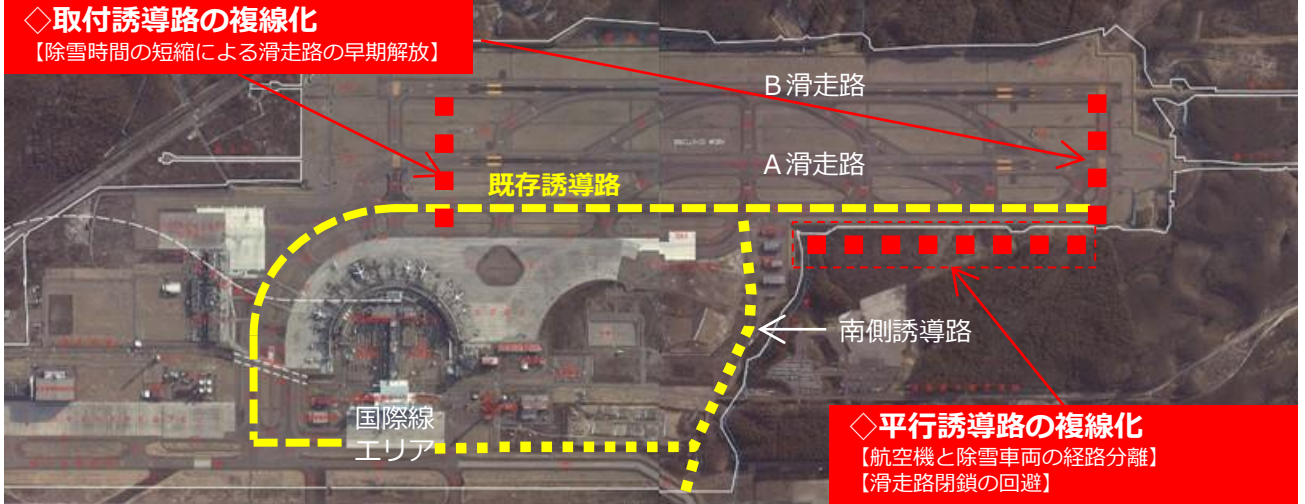 ◇取付誘導路の複線化
【除雪時間の短縮による滑走路の早期解放】
B滑走路
A滑走路
既存誘導路
南側誘導路
国際線
エリア
◇平行誘導路の複線化
【航空機と除雪車両の経路分離】
【滑走路閉鎖の回避】